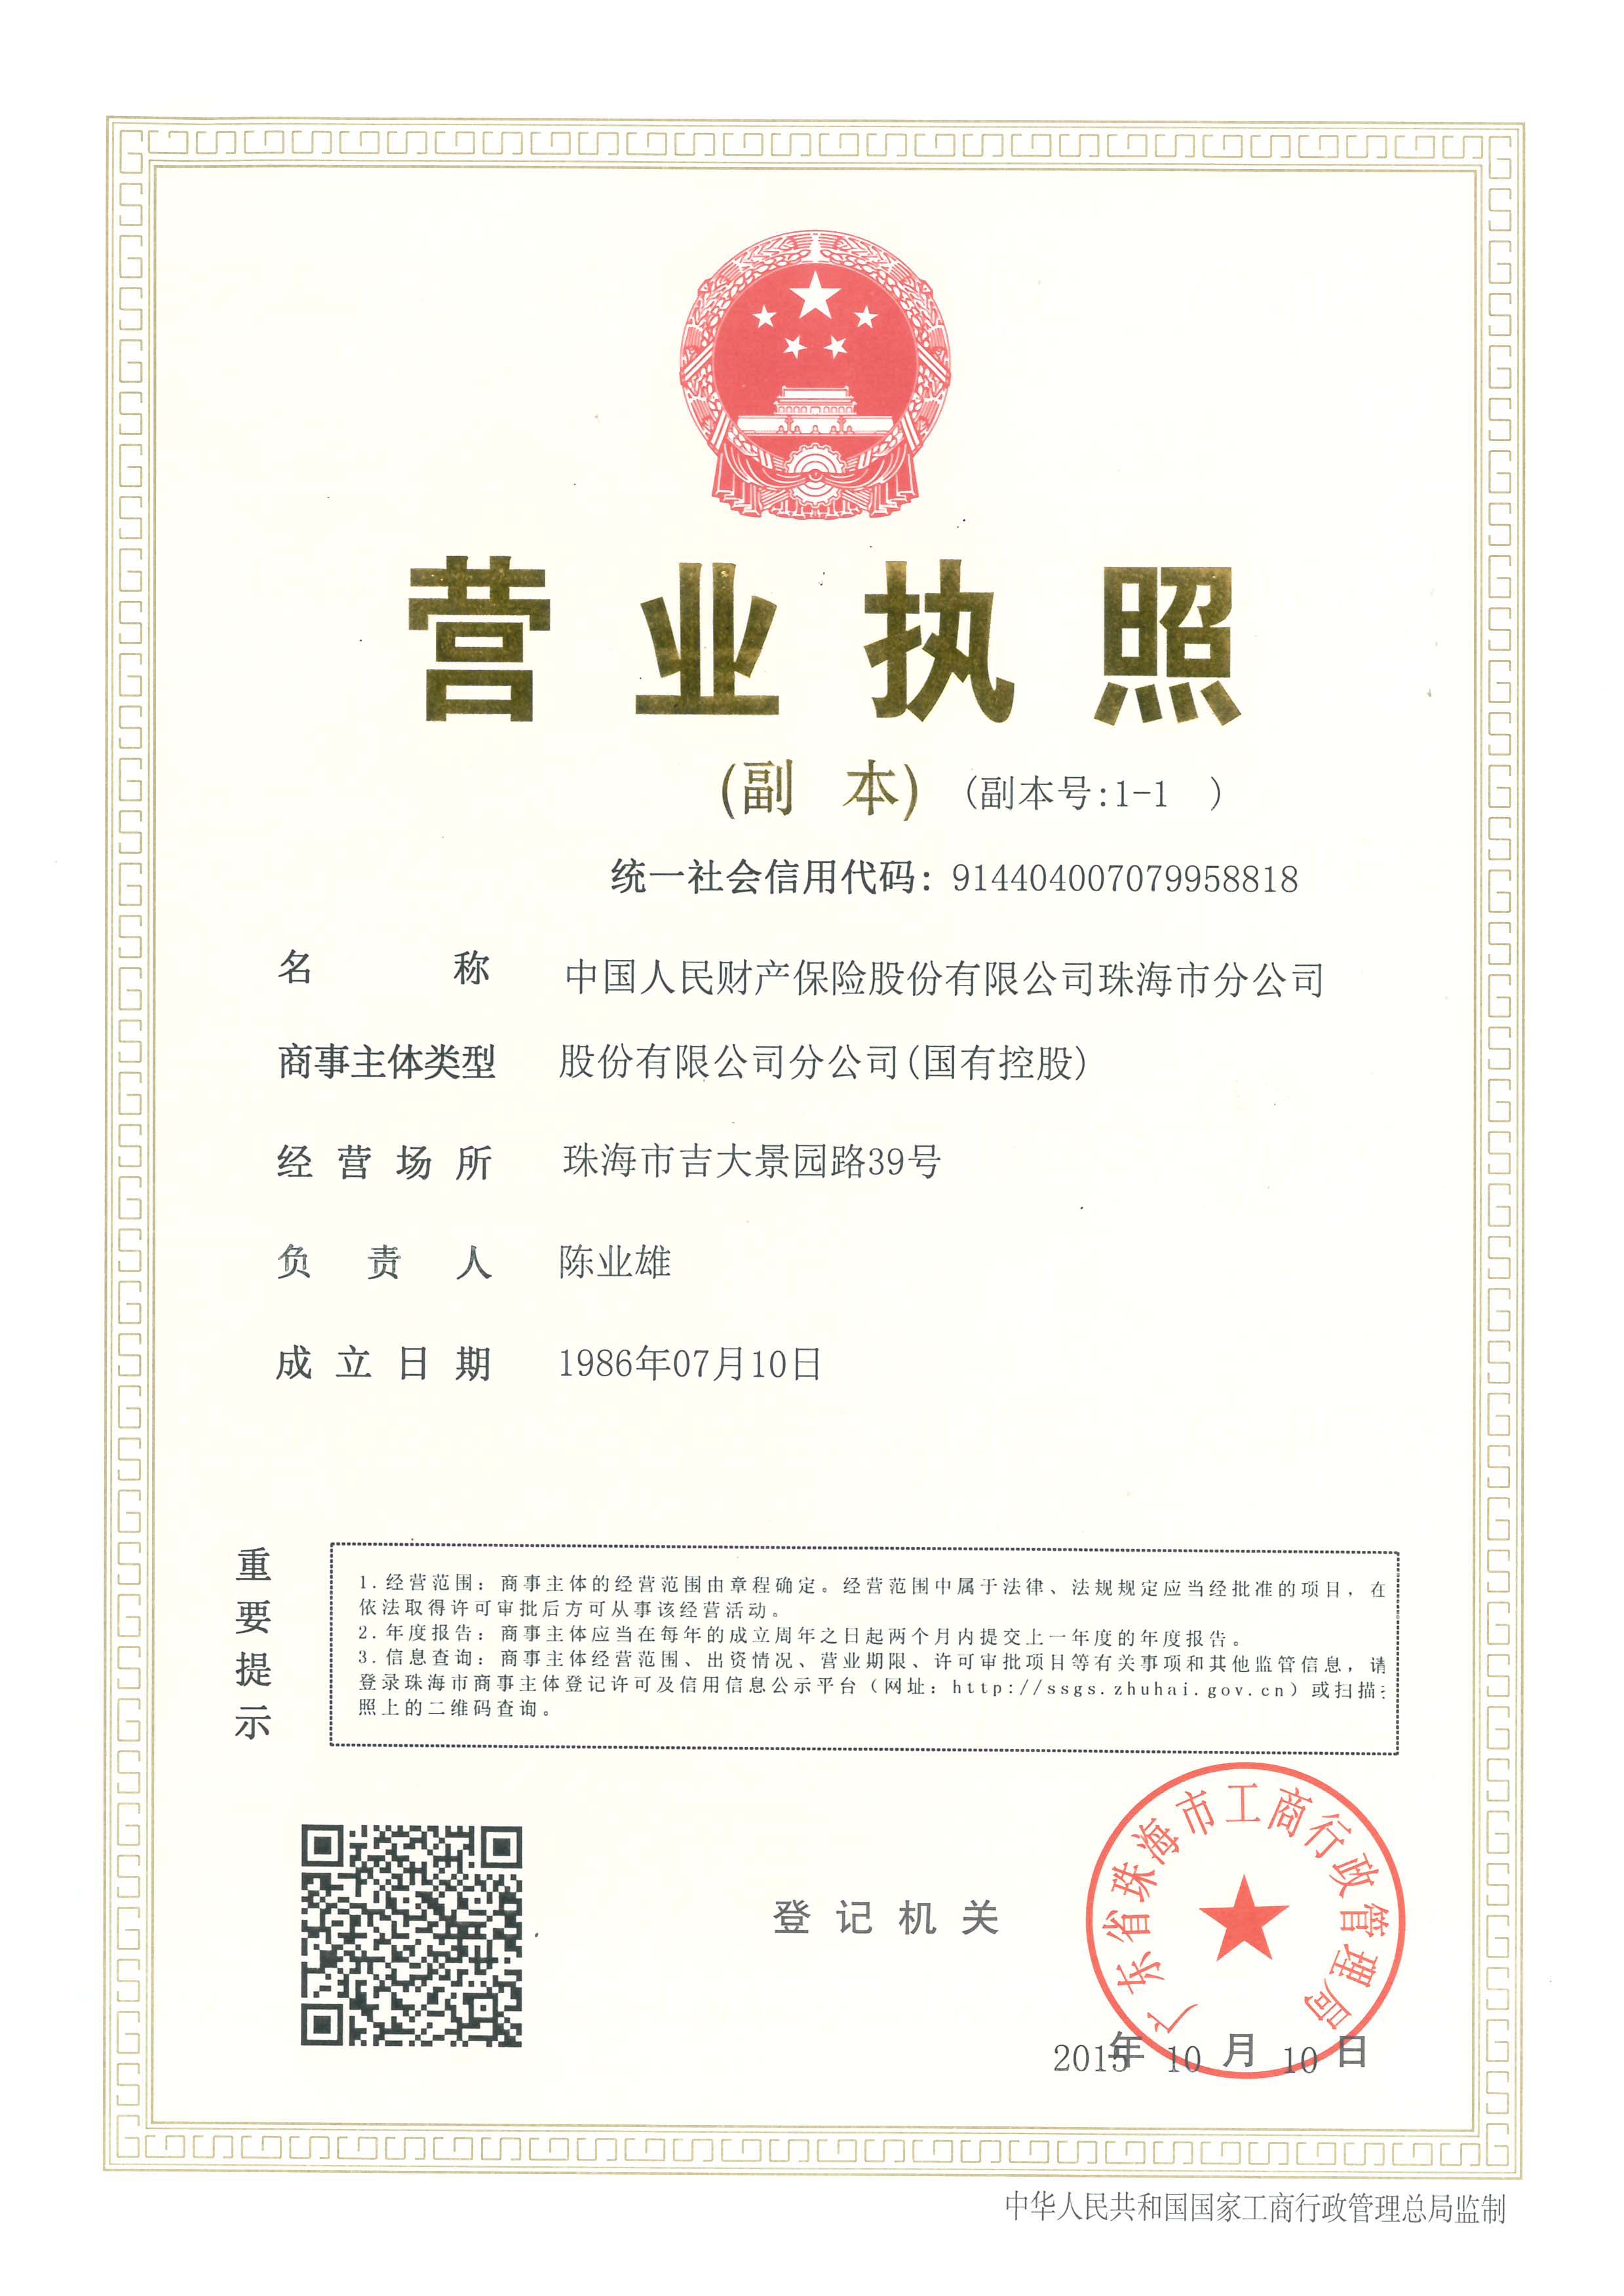 营业执照
(副 本) (副本号:1-1 )
统一社会信用代码: 914404007079958818
名称 中国人民财产保险股份有限公司珠海市分公司
商事主体类型 股份有限公司分公司(国有控股)
经营场所 珠海市吉大景园路39号
负责人 陈业雄
成立日期 1986年07月10日
重要提示
1.经营范围:商事主体的经营范围由章程确定。经营范围中属于法律、法规规定应当经批准的项目,在
依法取得许可审批后方可从事该经营活动。
2.年度报告:商事主体应当在每年的成立周年之日起两个月内提交上一年度的年度报告。
3.信息查询:商事主体经营范围、出资情况、营业期限、许可审批项目等有关事项和其他监管信息,请
登录珠海市商事主体登记许可及信用信息公示平台(网址:http://ssgs.zhuhai.gov.cn)或扫描
照上的二维码查询。
登记机关
广东省珠海市工商行政管理局
2015年 10月 10日
中华人民共和国国家工商行政管理总局监制